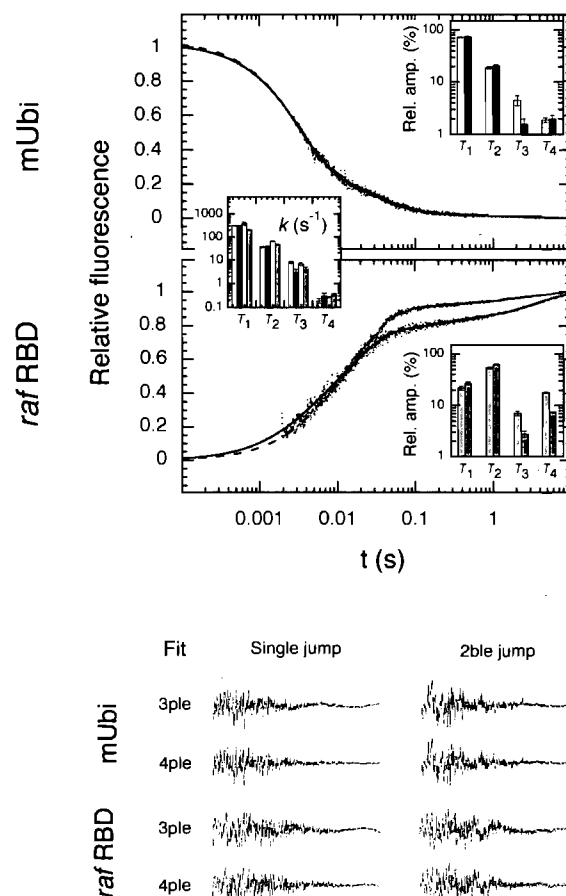 mUbi
raf RBD
Relative fluorescence
1
0.8
0.6
0.4
0.2
0
1
0.8
0.6
0.4
0.2
0
0.001 0.01 0.1 1
t (s)
Rel. amp. (%)
100
10
1
T1 T2 T3 T4
k (s⁻¹)
1000
100
10
1
0.1
T1 T2 T3 T4
Rel. amp. (%)
100
10
1
T1 T2 T3 T4
Fit Single jump 2ble jump
mUbi
3ple
4ple
raf RBD
3ple
4ple